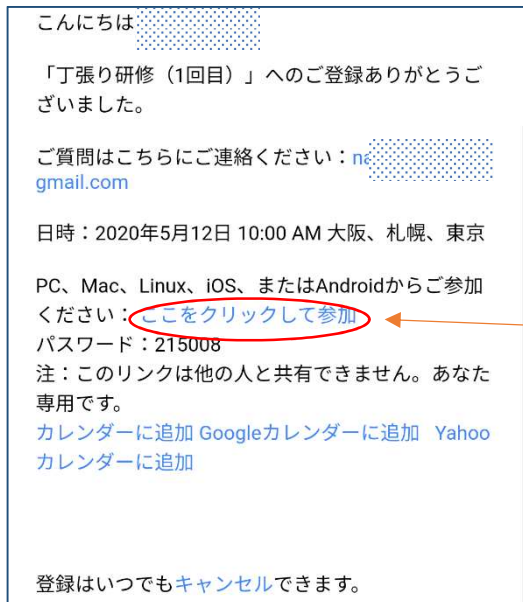 こんにちは
「丁張り研修（1回目）」へのご登録ありがとうご
ざいました。
ご質問はこちらにご連絡ください：na
gmail.com
日時：2020年5月12日 10:00 AM 大阪、札幌、東京
PC、Mac、Linux、iOS、またはAndroidからご参加
ください： ここをクリックして参加
パスワード：215008
注：このリンクは他の人と共有できません。あなた
専用です。
カレンダーに追加 Googleカレンダーに追加 Yahoo
カレンダーに追加
登録はいつでもキャンセルできます。